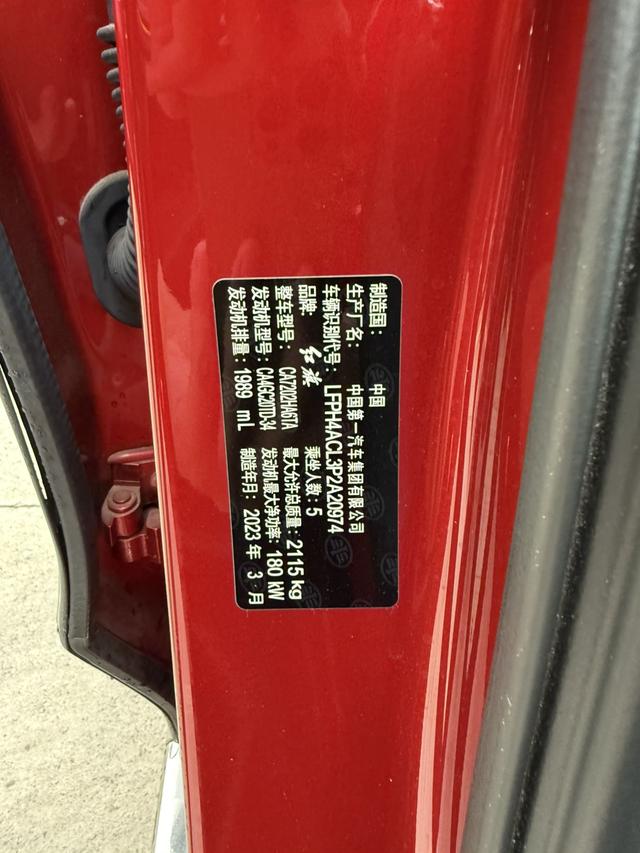 制造国： 中国
生产厂名： 中国第一汽车集团有限公司
车辆识别代号： LFPH4ACL3P2A20974
品牌： 红旗 乘坐人数：5
整车型号：CA7202HA6TA 最大允许总质量：2115 kg
发动机型号：CA4GC20TD-34 发动机最大净功率：180 kW
发动机排量：1989 mL 制造年月：2023 年 3 月